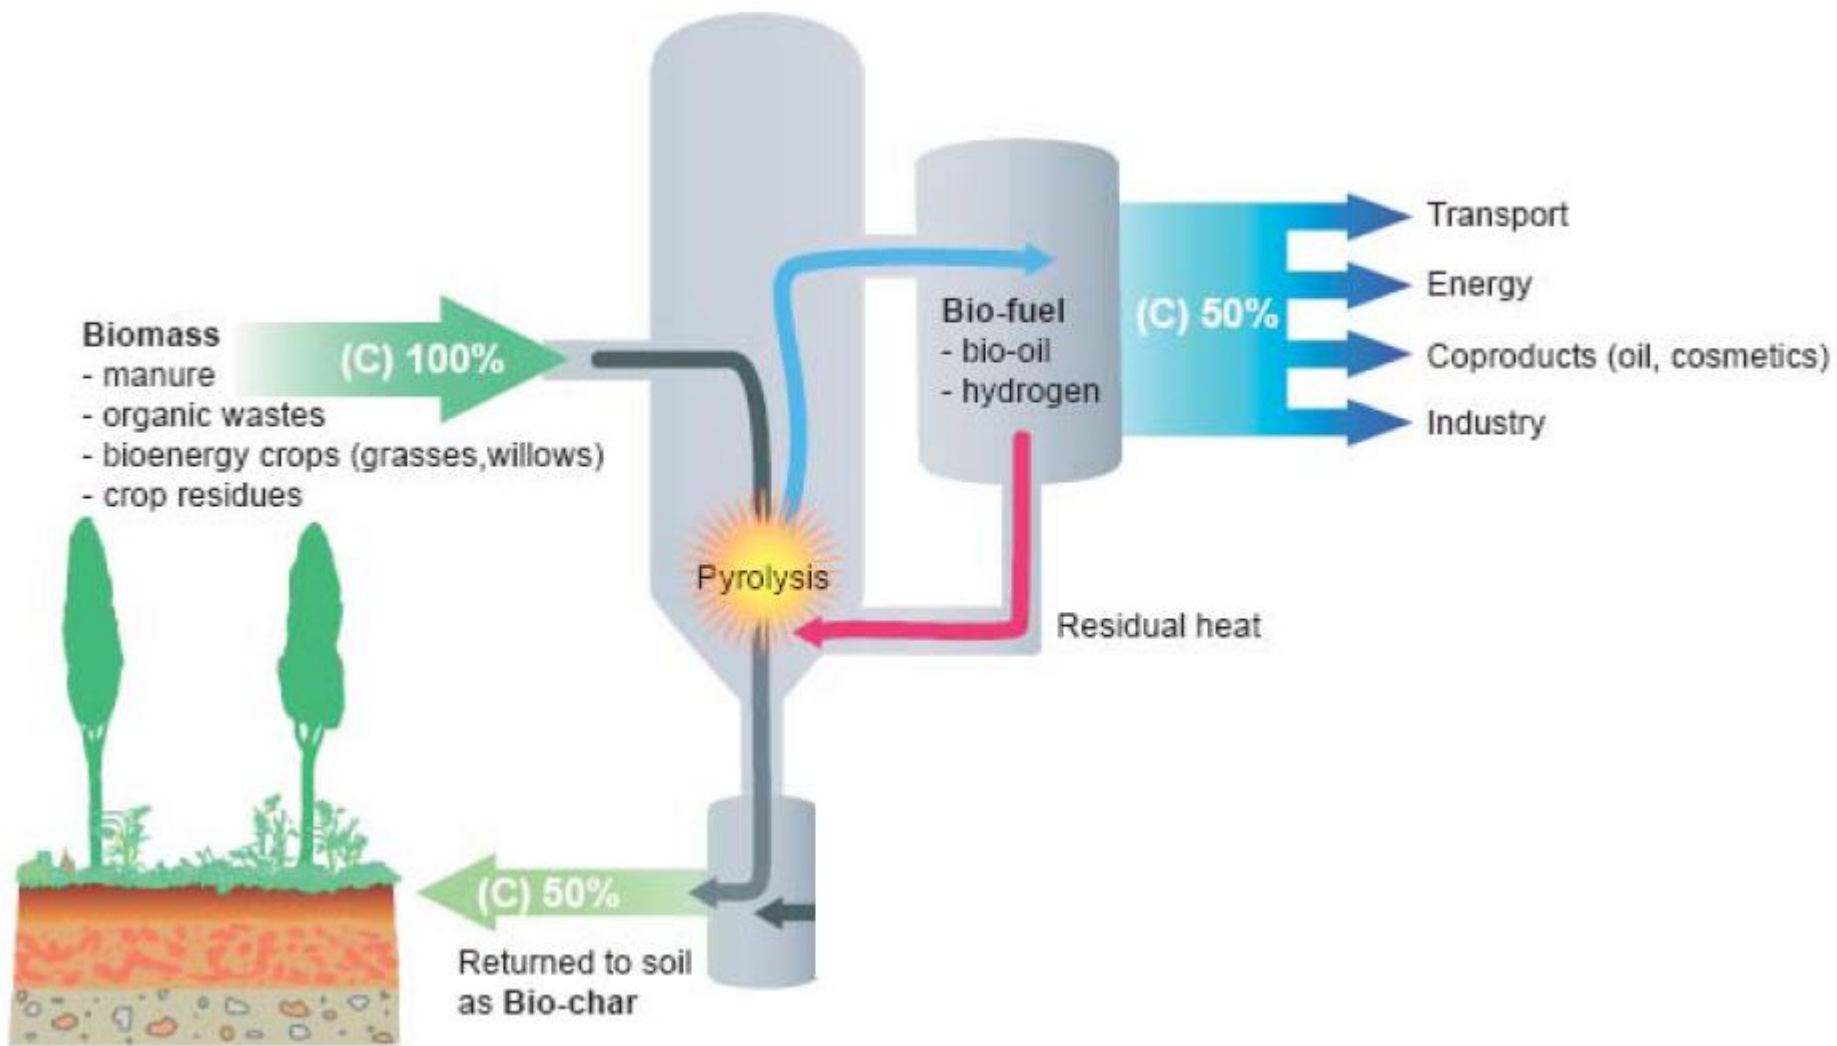 Biomass
- manure
- organic wastes
- bioenergy crops (grasses,willows)
- crop residues
(C) 100%
Pyrolysis
Bio-fuel
- bio-oil
- hydrogen
(C) 50%
Transport
Energy
Coproducts (oil, cosmetics)
Industry
Residual heat
(C) 50%
Returned to soil
as Bio-char